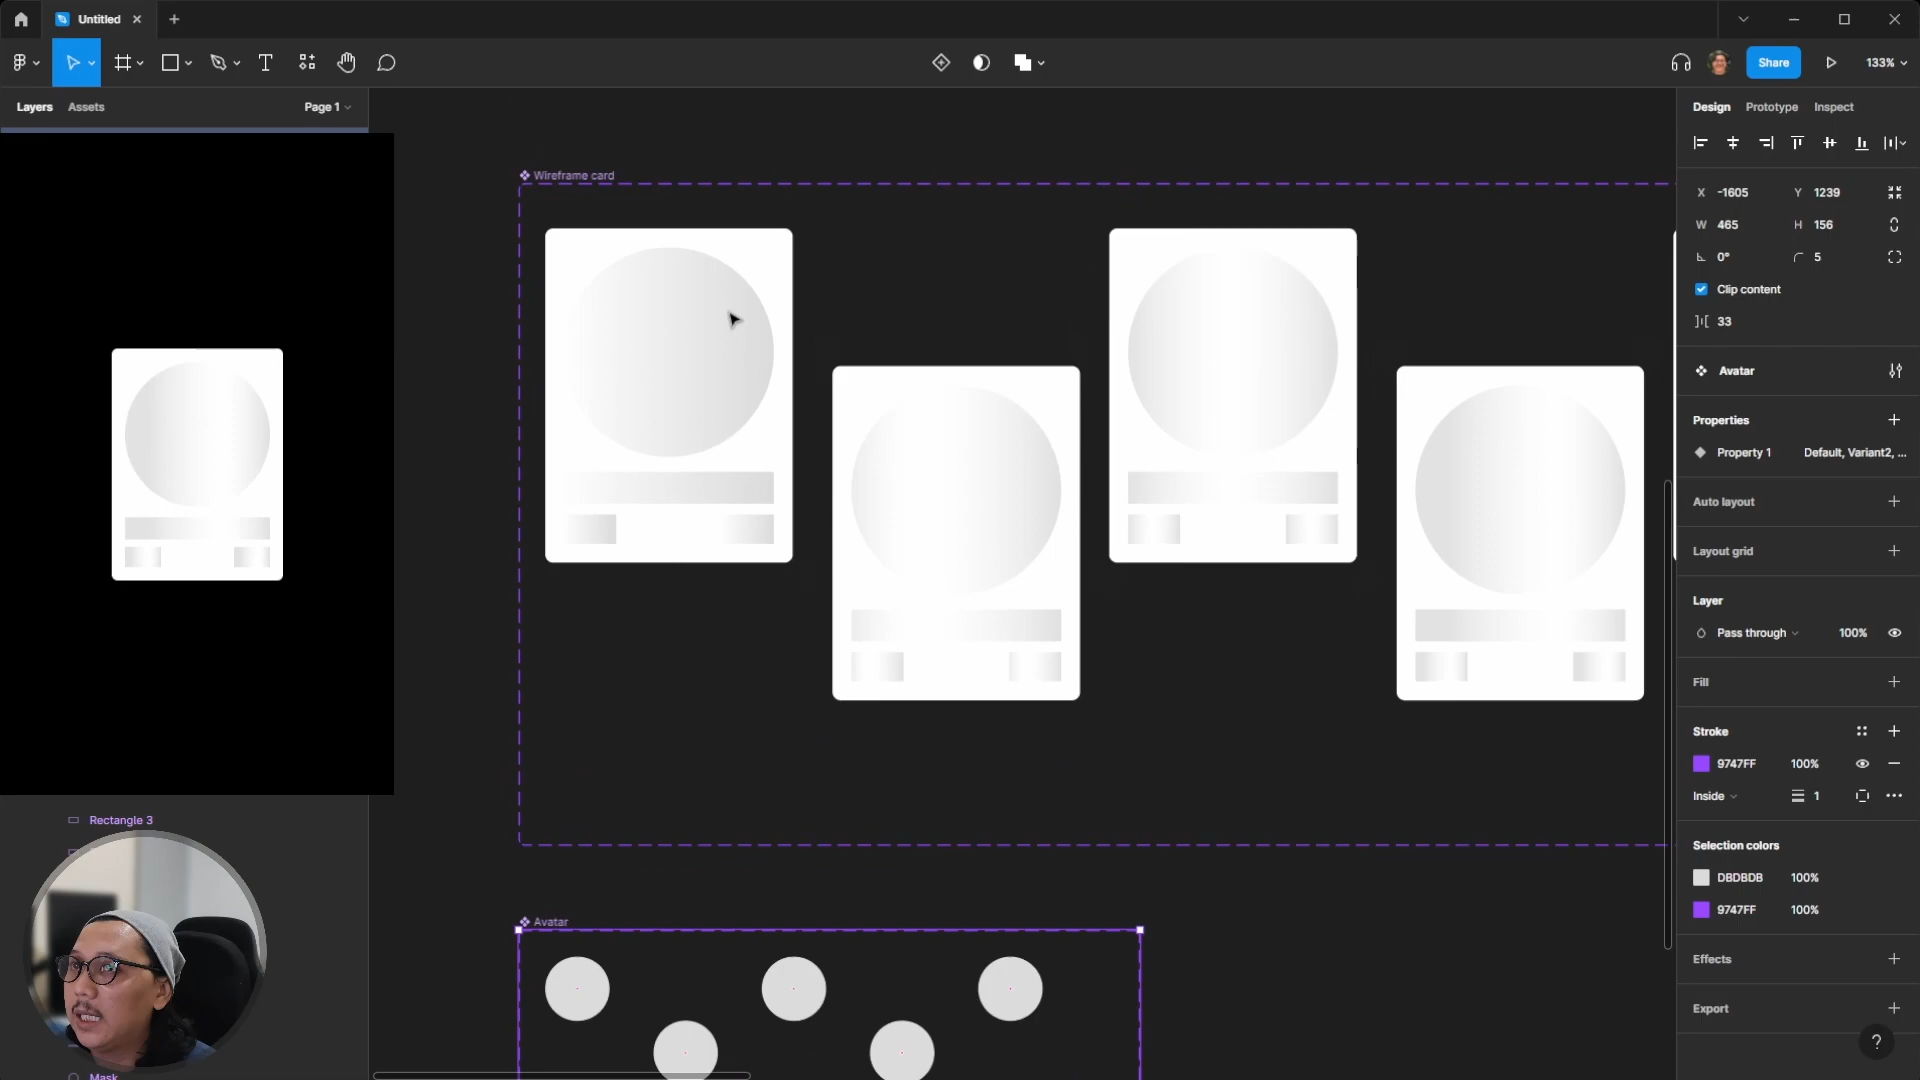 Untitled
133%
Share
Layers
Assets
Page 1
Design
Prototype
Inspect
Wireframe card
X -1605
Y 1239
W 465
H 156
0°
5
Clip content
33
Avatar
Properties
Property 1
Default, Variant2, ...
Auto layout
Layout grid
Layer
Pass through
100%
Fill
Stroke
9747FF
100%
Inside
1
Selection colors
DBDBDB
100%
9747FF
100%
Effects
Export
?
Rectangle 3
Avatar
Mask